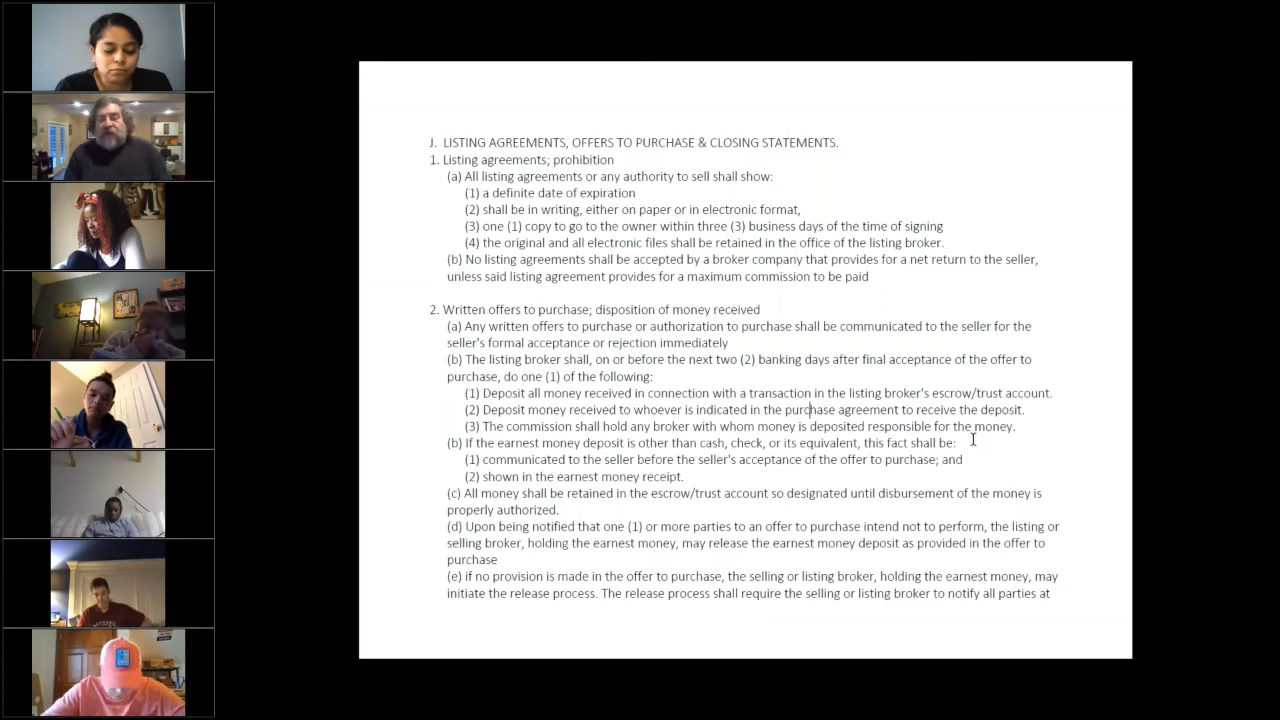 J. LISTING AGREEMENTS, OFFERS TO PURCHASE & CLOSING STATEMENTS.
1. Listing agreements; prohibition
(a) All listing agreements or any authority to sell shall show:
(1) a definite date of expiration
(2) shall be in writing, either on paper or in electronic format,
(3) one (1) copy to go to the owner within three (3) business days of the time of signing
(4) the original and all electronic files shall be retained in the office of the listing broker.
(b) No listing agreements shall be accepted by a broker company that provides for a net return to the seller,
unless said listing agreement provides for a maximum commission to be paid
2. Written offers to purchase; disposition of money received
(a) Any written offers to purchase or authorization to purchase shall be communicated to the seller for the
seller's formal acceptance or rejection immediately
(b) The listing broker shall, on or before the next two (2) banking days after final acceptance of the offer to
purchase, do one (1) of the following:
(1) Deposit all money received in connection with a transaction in the listing broker's escrow/trust account.
(2) Deposit money received to whoever is indicated in the purchase agreement to receive the deposit.
(3) The commission shall hold any broker with whom money is deposited responsible for the money.
(b) If the earnest money deposit is other than cash, check, or its equivalent, this fact shall be:
(1) communicated to the seller before the seller's acceptance of the offer to purchase; and
(2) shown in the earnest money receipt.
(c) All money shall be retained in the escrow/trust account so designated until disbursement of the money is
properly authorized.
(d) Upon being notified that one (1) or more parties to an offer to purchase intend not to perform, the listing or
selling broker, holding the earnest money, may release the earnest money deposit as provided in the offer to
purchase
(e) if no provision is made in the offer to purchase, the selling or listing broker, holding the earnest money, may
initiate the release process. The release process shall require the selling or listing broker to notify all parties at